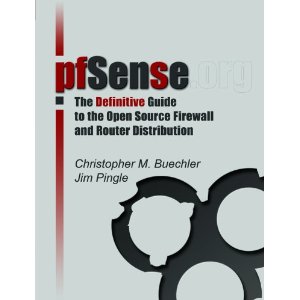 pfSense.org
The Definitive Guide
to the Open Source Firewall
and Router Distribution
Christopher M. Buechler
Jim Pingle